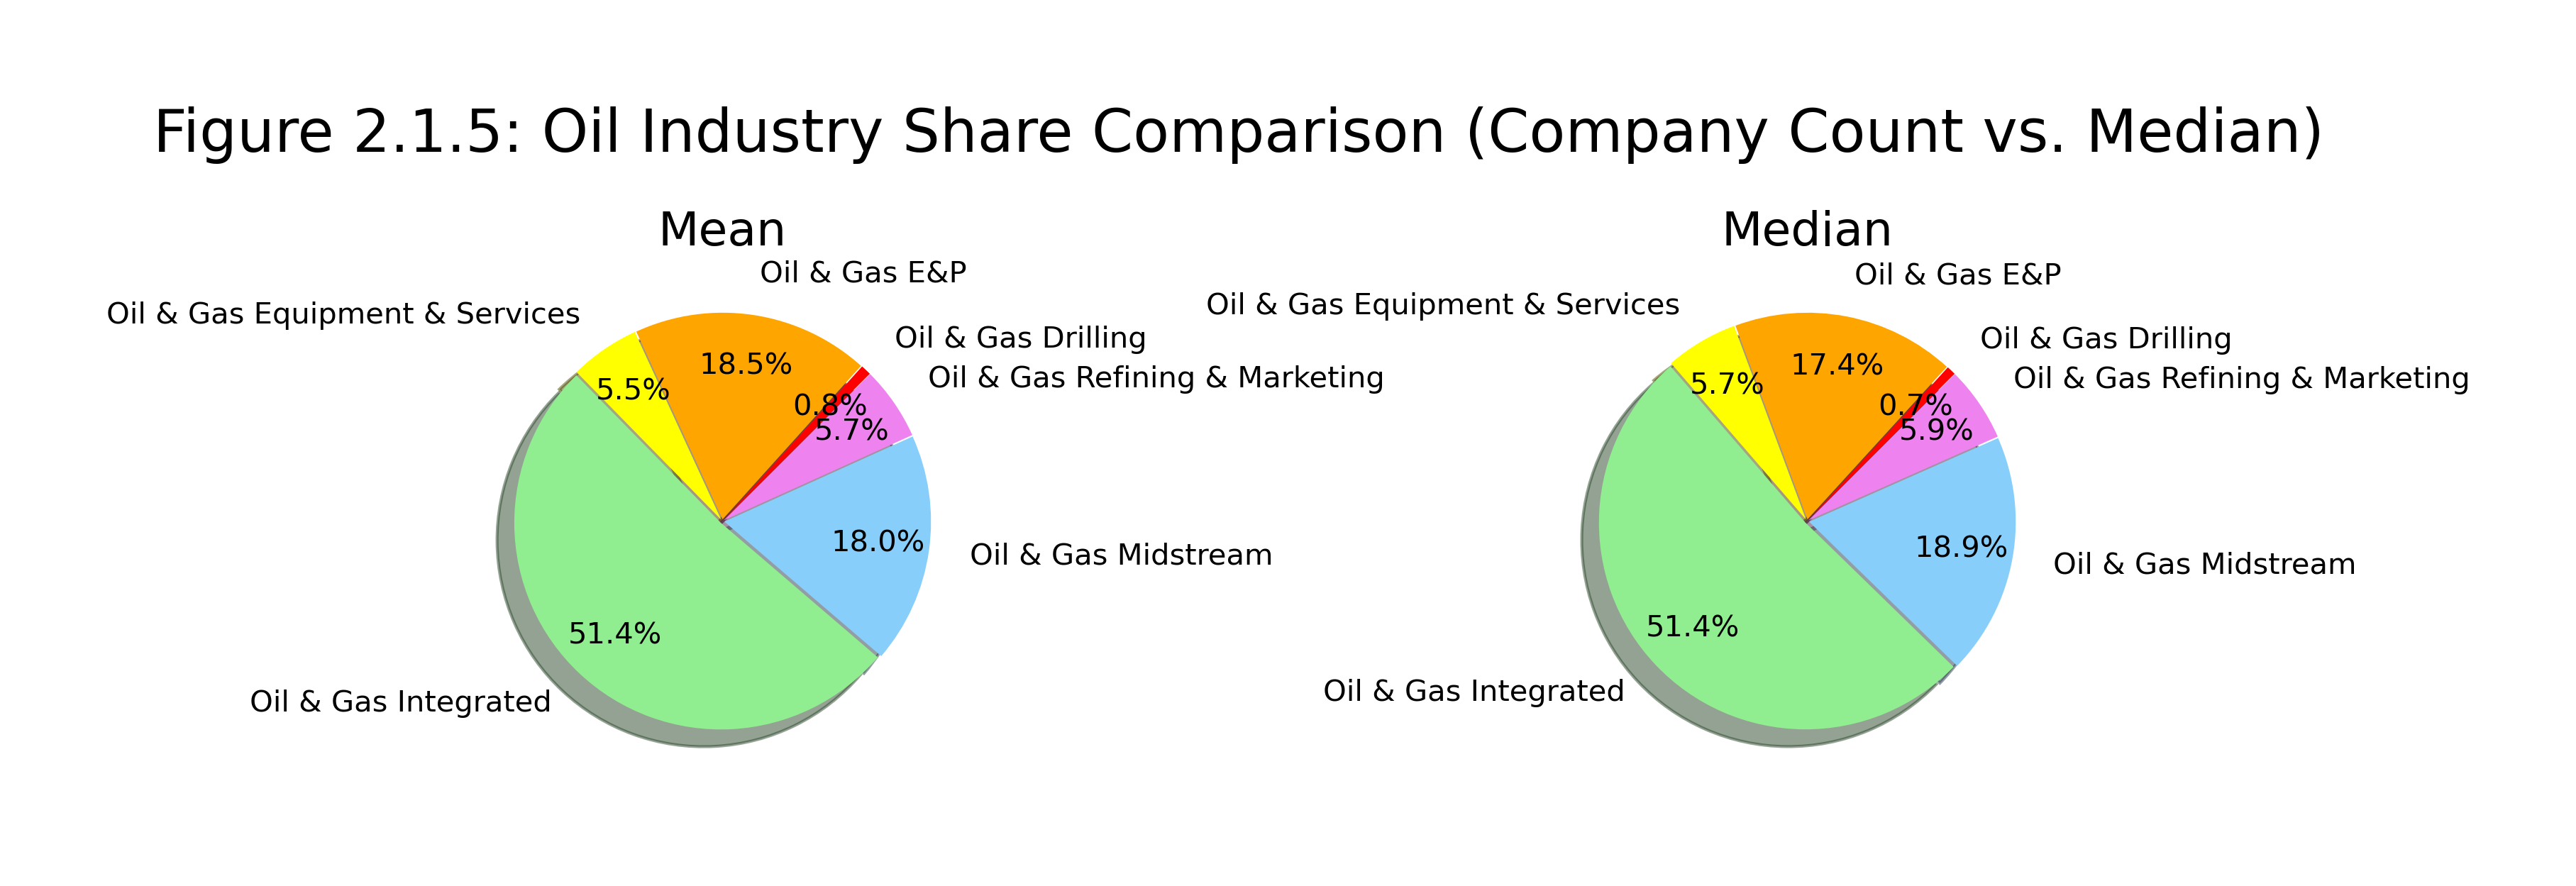 Figure 2.1.5: Oil Industry Share Comparison (Company Count vs. Median)
Mean
Oil & Gas E&P
Oil & Gas Equipment & Services
Oil & Gas Drilling
Oil & Gas Refining & Marketing
18.5%
5.5%
0.8%
5.7%
18.0%
Oil & Gas Midstream
51.4%
Oil & Gas Integrated
Median
Oil & Gas E&P
Oil & Gas Equipment & Services
Oil & Gas Drilling
Oil & Gas Refining & Marketing
17.4%
5.7%
0.7%
5.9%
18.9%
Oil & Gas Midstream
51.4%
Oil & Gas Integrated